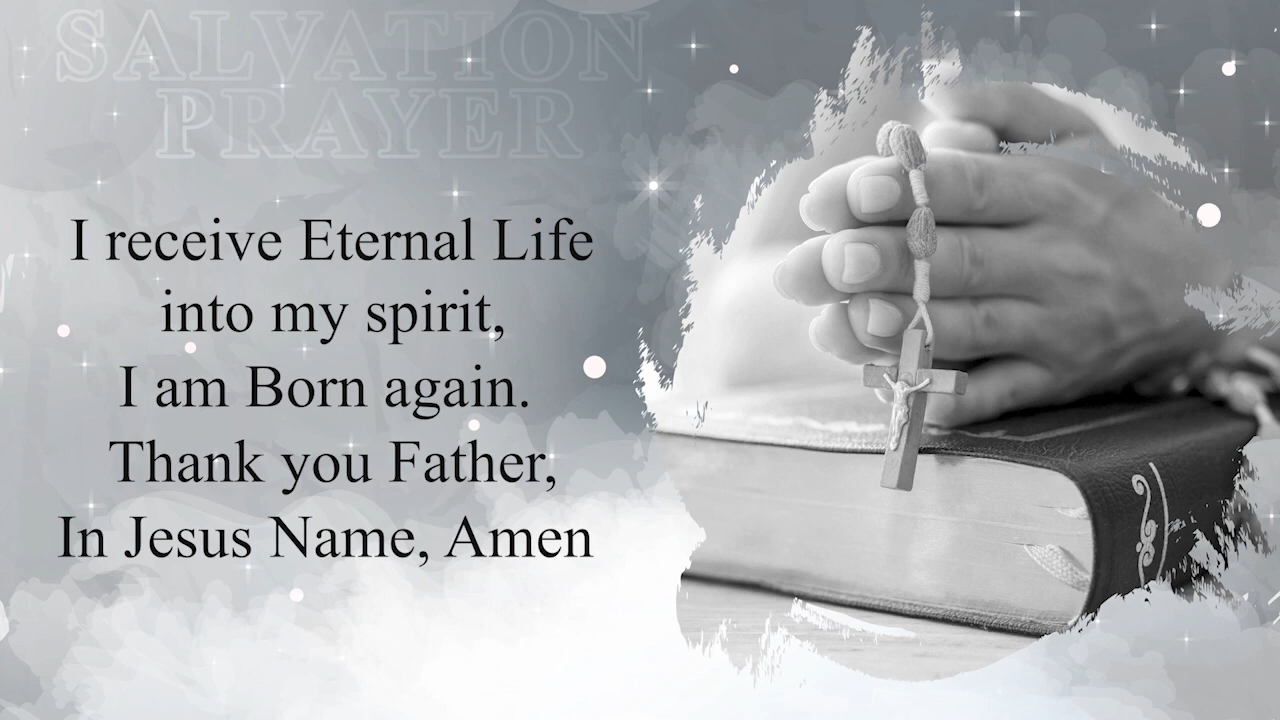 SALVATION
PRAYER
I receive Eternal Life
into my spirit,
I am Born again.
Thank you Father,
In Jesus Name, Amen